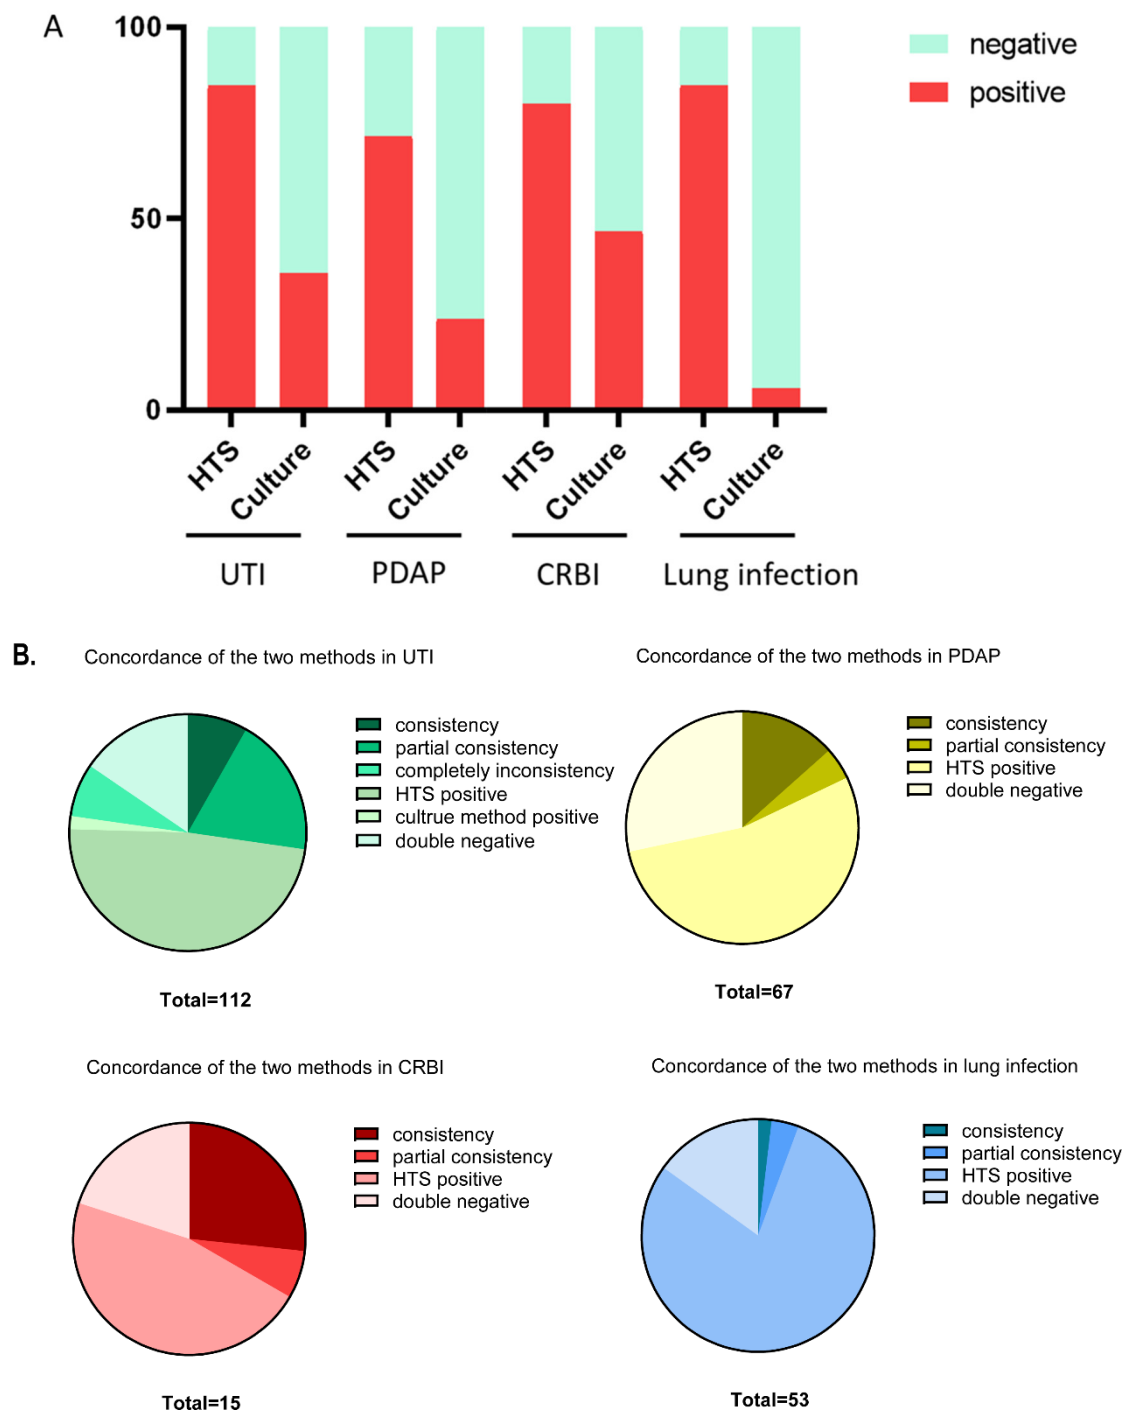 A
100
50
0
negative
positive
HTS
Culture
HTS
Culture
HTS
Culture
HTS
Culture
UTI
PDAP
CRBI
Lung infection
B.
Concordance of the two methods in UTI
consistency
partial consistency
completely inconsistency
HTS positive
cultrue method positive
double negative
Total=112
Concordance of the two methods in PDAP
consistency
partial consistency
HTS positive
double negative
Total=67
Concordance of the two methods in CRBI
consistency
partial consistency
HTS positive
double negative
Total=15
Concordance of the two methods in lung infection
consistency
partial consistency
HTS positive
double negative
Total=53